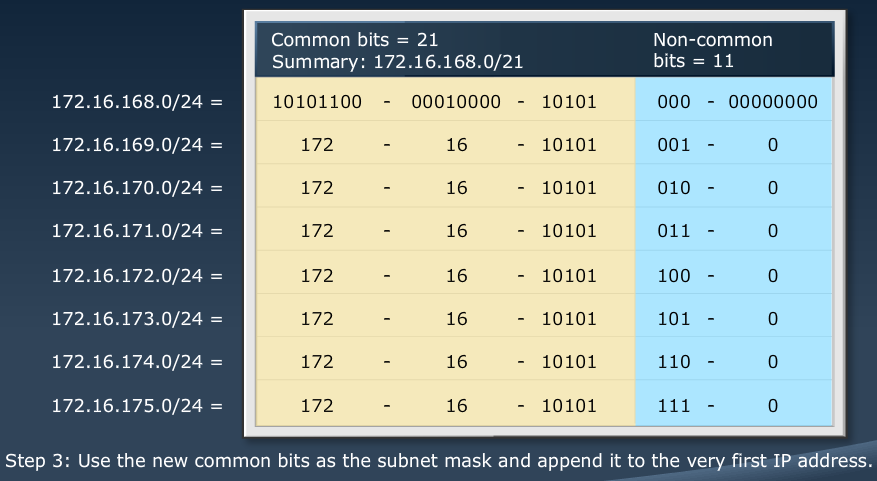 Common bits = 21
Summary: 172.16.168.0/21
Non-common
bits = 11
172.16.168.0/24 = 10101100 - 00010000 - 10101 000 - 00000000
172.16.169.0/24 = 172 - 16 - 10101 001 - 0
172.16.170.0/24 = 172 - 16 - 10101 010 - 0
172.16.171.0/24 = 172 - 16 - 10101 011 - 0
172.16.172.0/24 = 172 - 16 - 10101 100 - 0
172.16.173.0/24 = 172 - 16 - 10101 101 - 0
172.16.174.0/24 = 172 - 16 - 10101 110 - 0
172.16.175.0/24 = 172 - 16 - 10101 111 - 0
Step 3: Use the new common bits as the subnet mask and append it to the very first IP address.